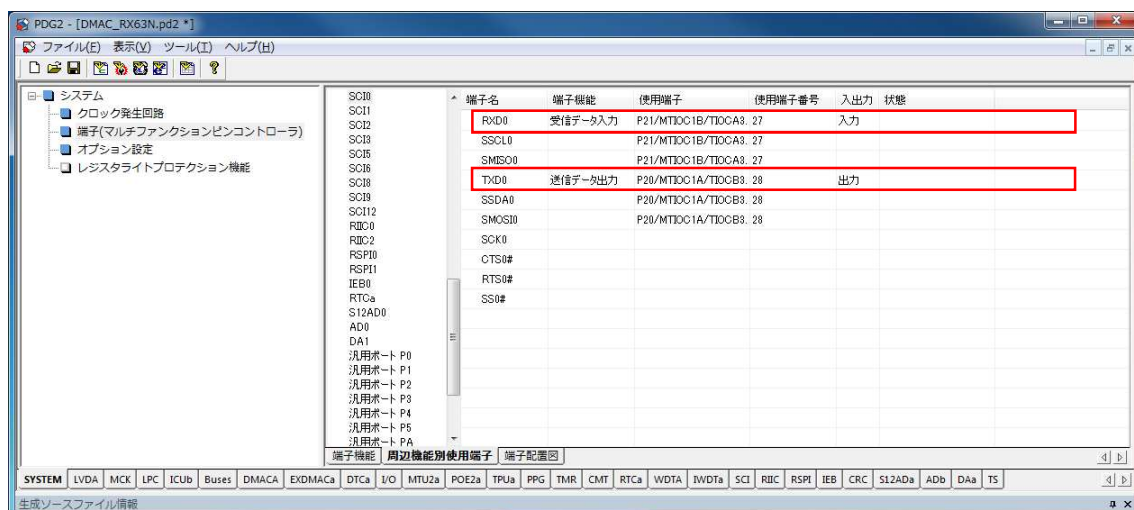 PDG2 - [DMAC_RX63N.pd2 *]
ファイル(F) 表示(V) ツール(T) ヘルプ(H)
システム
クロック発生回路
端子(マルチファンクションピンコントローラ)
オプション設定
レジスタライトプロテクション機能
SCI0
SCI1
SCI2
SCI3
SCI5
SCI6
SCI8
SCI9
SCI12
RIIC0
RIIC2
RSPI0
RSPI1
IEB0
RTCa
S12AD0
AD0
DA1
汎用ポート P0
汎用ポート P1
汎用ポート P2
汎用ポート P3
汎用ポート P4
汎用ポート P5
汎用ポート PA
端子名 端子機能 使用端子 使用端子番号 入出力 状態
RXD0 受信データ入力 P21/MTIOC1B/TIOCA3. 27 入力
SSCL0 P21/MTIOC1B/TIOCA3. 27
SMISO0 P21/MTIOC1B/TIOCA3. 27
TXD0 送信データ出力 P20/MTIOC1A/TIOCB3. 28 出力
SSDA0 P20/MTIOC1A/TIOCB3. 28
SMOSI0 P20/MTIOC1A/TIOCB3. 28
SCK0
CTS0#
RTS0#
SS0#
端子機能 周辺機能別使用端子 端子配置図
SYSTEM LVDA MCK LPC ICUb Buses DMACA EXDMACa DTCa I/O MTU2a POE2a TPUa PPG TMR CMT RTCa WDTA IWDTa SCI RIIC RSPI IEB CRC S12ADa ADb DAa TS
生成ソースファイル情報